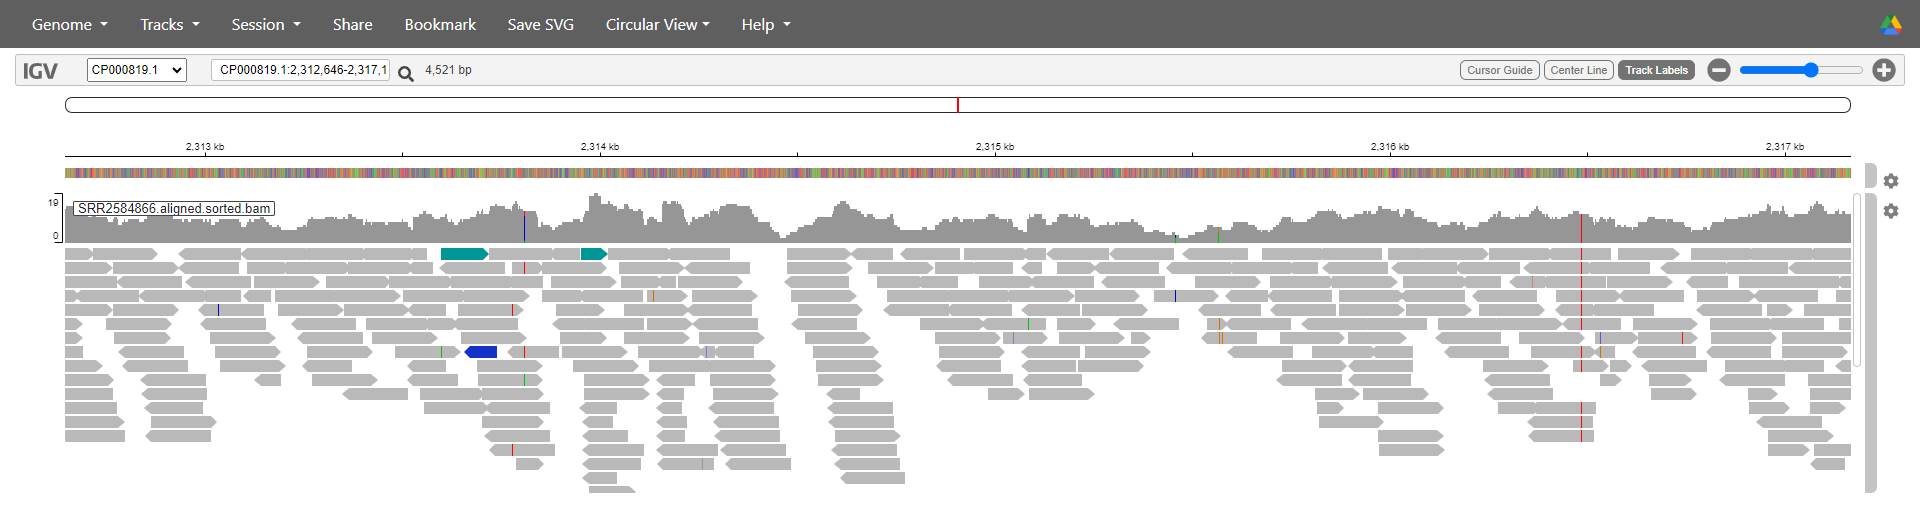 Genome Tracks Session Share Bookmark Save SVG Circular View Help
IGV CP000819.1 CP000819.1:2,312,646-2,317,1 4,521 bp Cursor Guide Center Line Track Labels
2,313 kb 2,314 kb 2,315 kb 2,316 kb 2,317 kb
19
SRR2584866.aligned.sorted.bam
0